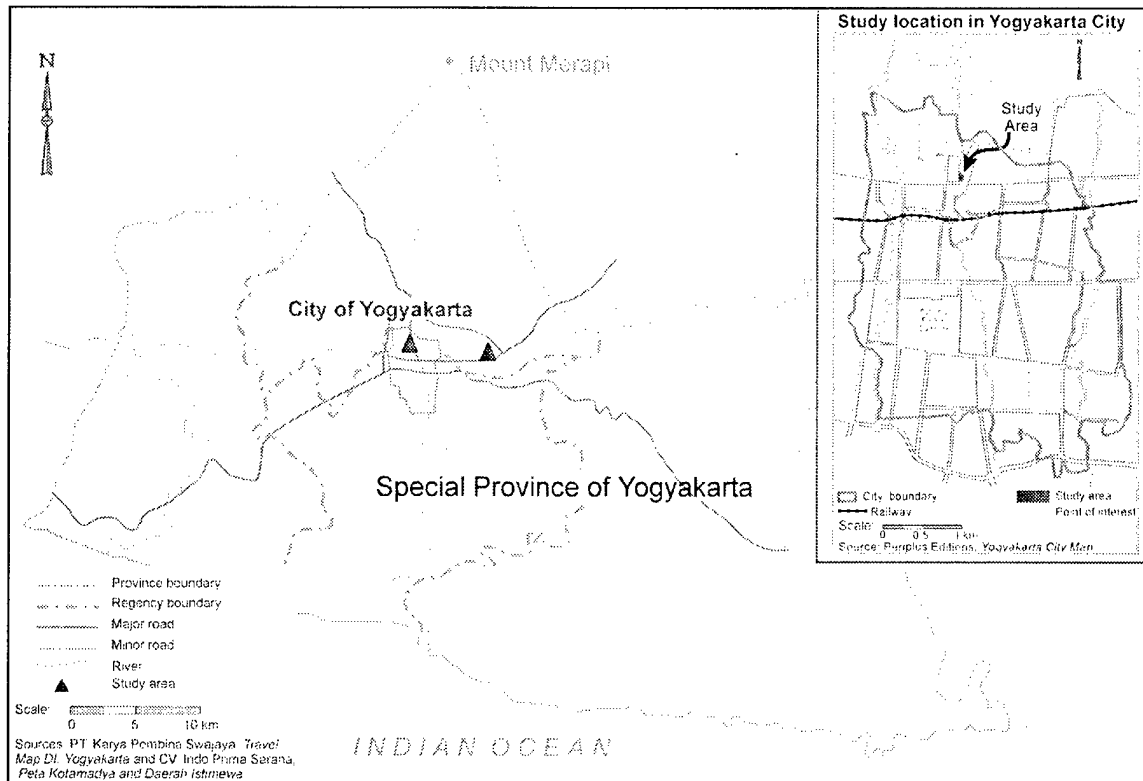 N
Mount Merapi
City of Yogyakarta
Special Province of Yogyakarta
Province boundary
Regency boundary
Major road
Minor road
River
Study area
Scale:
0 5 10 km
Sources: PT. Karya Pembina Swajaya, Travel
Map DI. Yogyakarta and CV. Indo Prima Sarana,
Peta Kotamadya and Daerah Istimewa
INDIAN OCEAN
Study location in Yogyakarta City
N
Study
Area
City boundary
Railway
Study area
Point of interest
Scale:
0 0.5 1 km
Source: Periplus Editions, Yogyakarta City Map